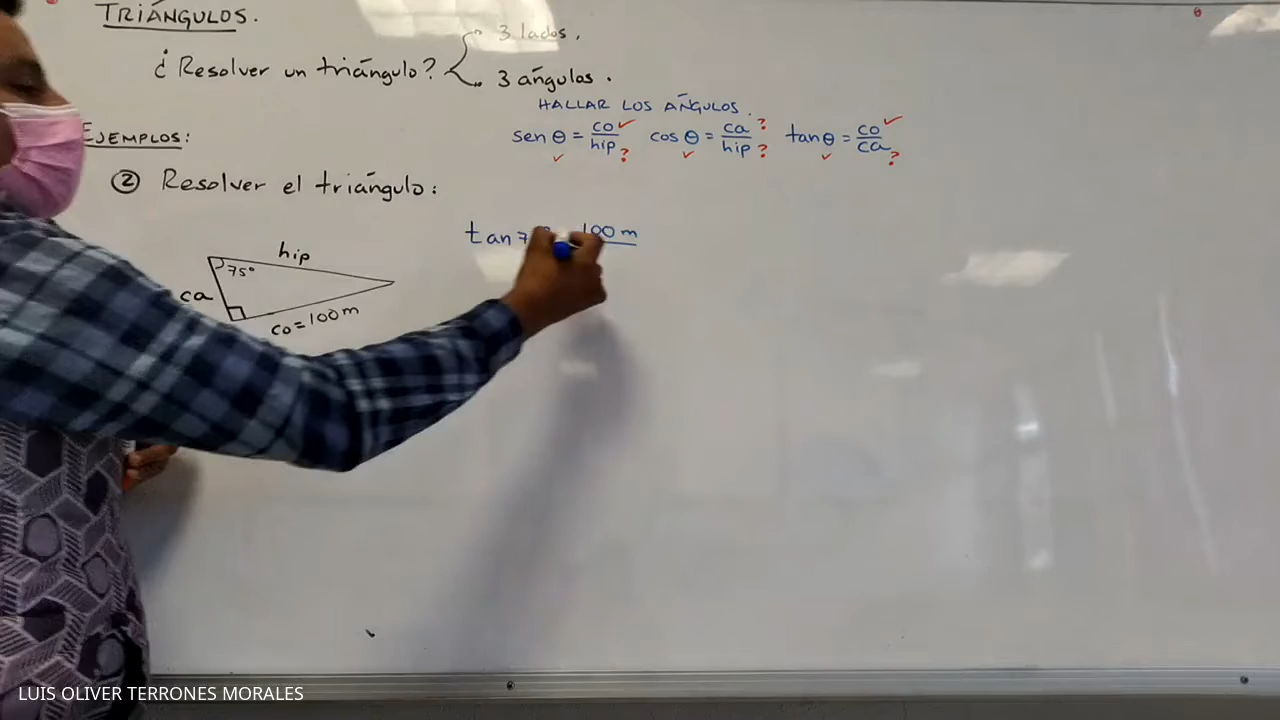 TRIÁNGULOS.
¿Resolver un triángulo?
3 lados.
3 ángulos.
HALLAR LOS ÁNGULOS.
sen θ = co/hip cos θ = ca/hip tan θ = co/ca
✓ ? ✓ ? ? ✓ ✓ ? ✓
EJEMPLOS:
② Resolver el triángulo:
tan 100 m
hip
75°
ca
co = 100 m
LUIS OLIVER TERRONES MORALES